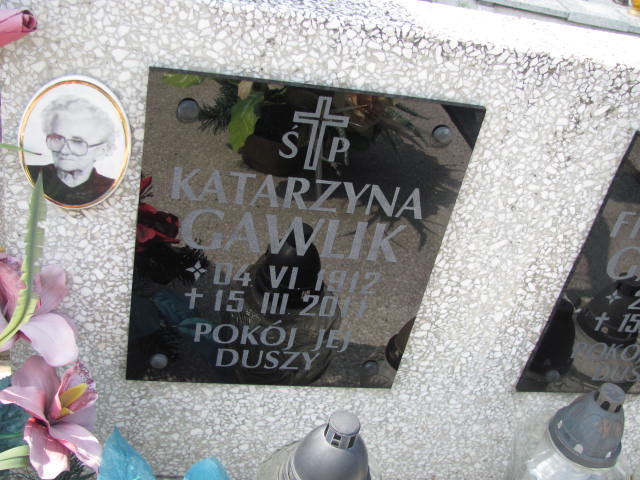 Ś P
KATARZYNA
GAWLIK
04 VI 1912
✝ 15 III 2011
POKÓJ JEJ
DUSZY